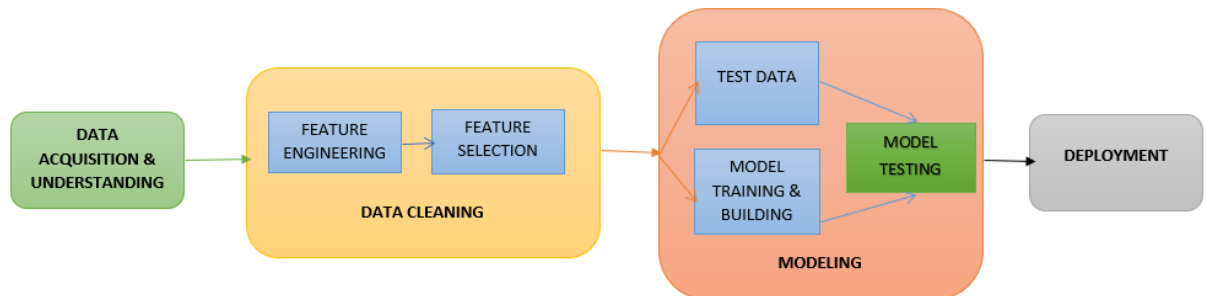 DATA
ACQUISITION &
UNDERSTANDING
FEATURE
ENGINEERING
FEATURE
SELECTION
DATA CLEANING
TEST DATA
MODEL
TRAINING &
BUILDING
MODEL
TESTING
MODELING
DEPLOYMENT